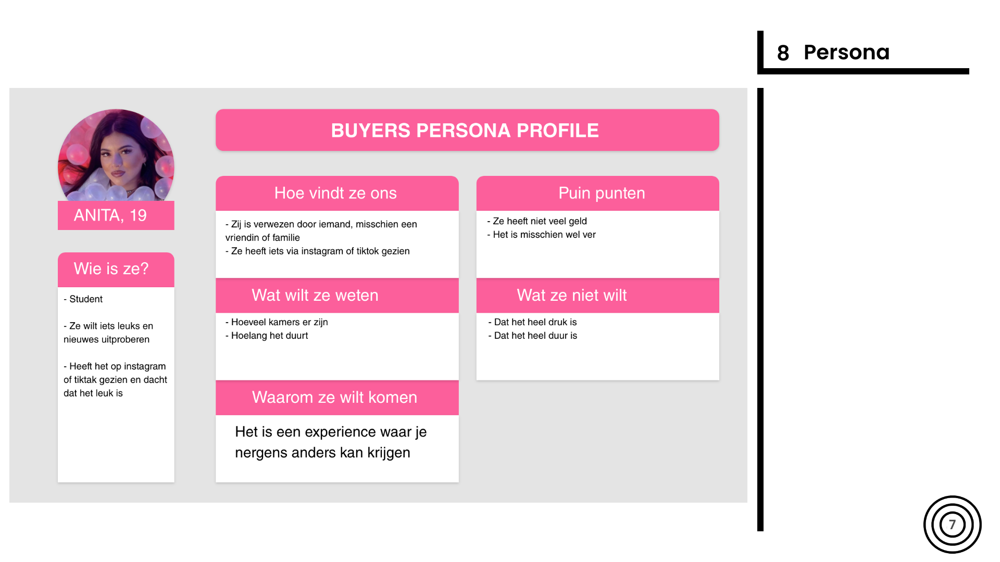 8 Persona
BUYERS PERSONA PROFILE
ANITA, 19
Wie is ze?
- Student
- Ze wilt iets leuks en
nieuwes uitproberen
- Heeft het op instagram
of tiktak gezien en dacht
dat het leuk is
Hoe vindt ze ons
- Zij is verwezen door iemand, misschien een
vriendin of familie
- Ze heeft iets via instagram of tiktok gezien
Wat wilt ze weten
- Hoeveel kamers er zijn
- Hoelang het duurt
Waarom ze wilt komen
Het is een experience waar je
nergens anders kan krijgen
Puin punten
- Ze heeft niet veel geld
- Het is misschien wel ver
Wat ze niet wilt
- Dat het heel druk is
- Dat het heel duur is
7